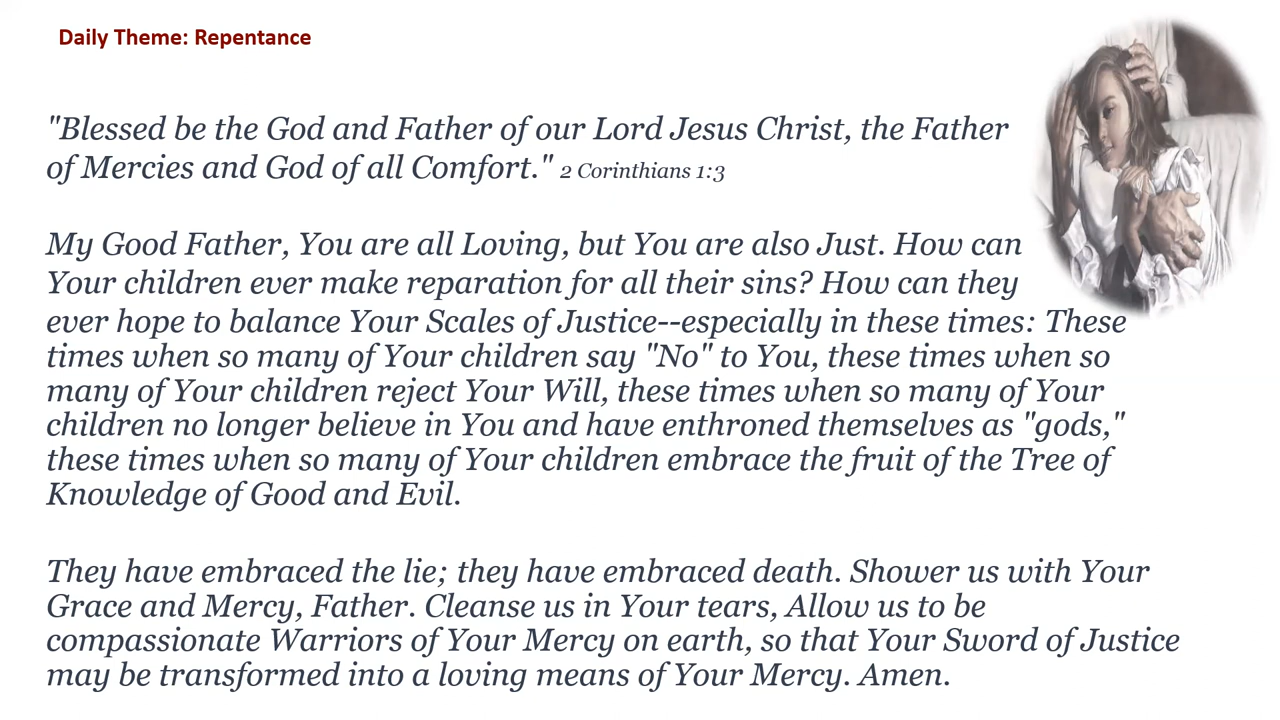 Daily Theme: Repentance
"Blessed be the God and Father of our Lord Jesus Christ, the Father
of Mercies and God of all Comfort." 2 Corinthians 1:3
My Good Father, You are all Loving, but You are also Just. How can
Your children ever make reparation for all their sins? How can they
ever hope to balance Your Scales of Justice--especially in these times: These
times when so many of Your children say "No" to You, these times when so
many of Your children reject Your Will, these times when so many of Your
children no longer believe in You and have enthroned themselves as "gods,"
these times when so many of Your children embrace the fruit of the Tree of
Knowledge of Good and Evil.
They have embraced the lie; they have embraced death. Shower us with Your
Grace and Mercy, Father. Cleanse us in Your tears, Allow us to be
compassionate Warriors of Your Mercy on earth, so that Your Sword of Justice
may be transformed into a loving means of Your Mercy. Amen.